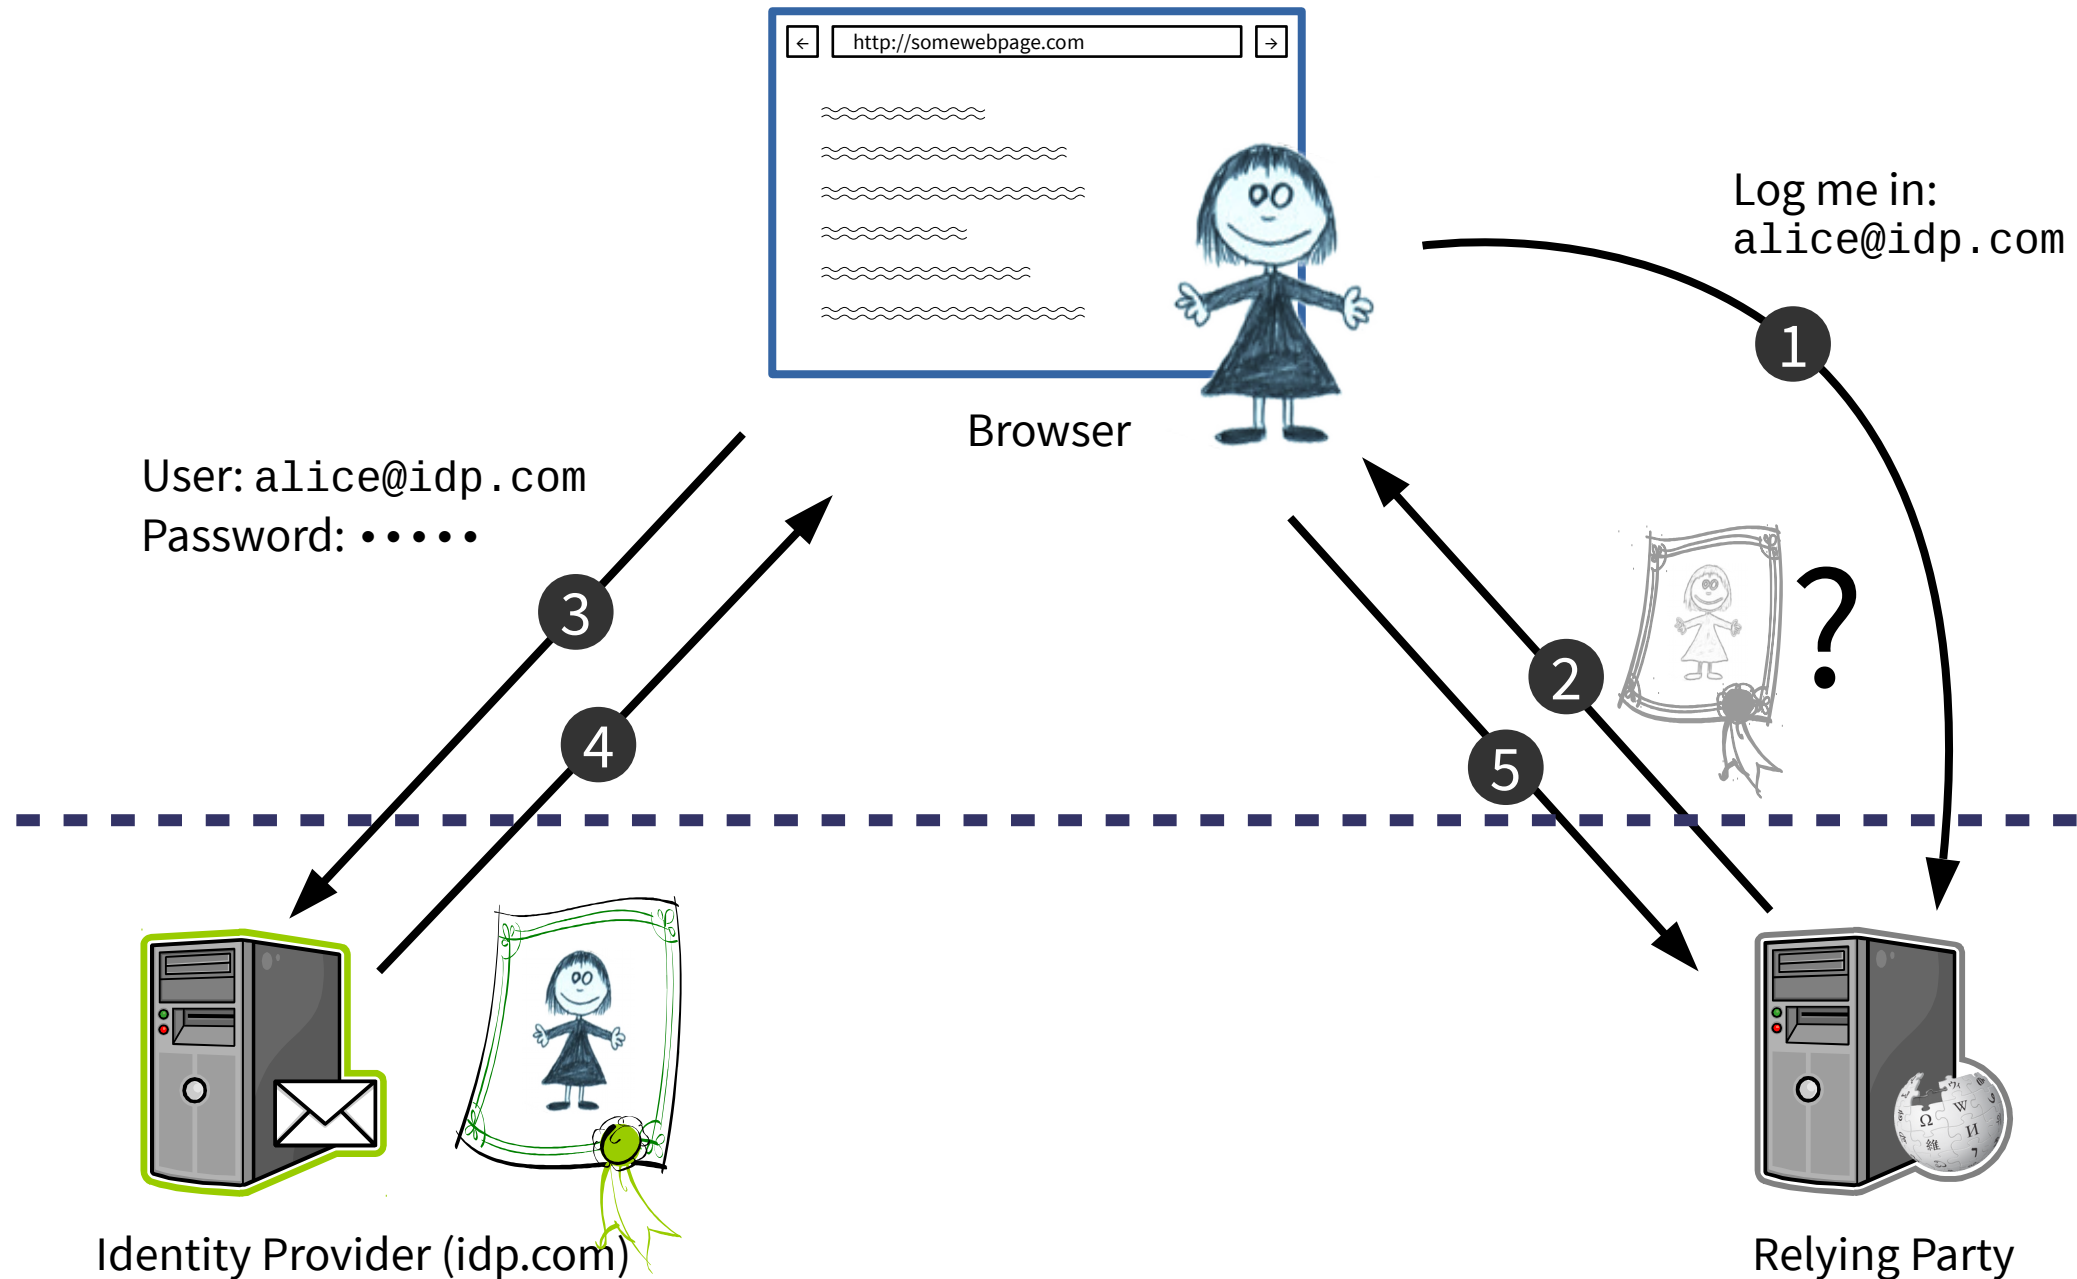 ← http://somewebpage.com →
Log me in:
alice@idp.com
1
Browser
User: alice@idp.com
Password: •••••
?
3
2
4
5
Ω W И 維
Identity Provider (idp.com)
Relying Party